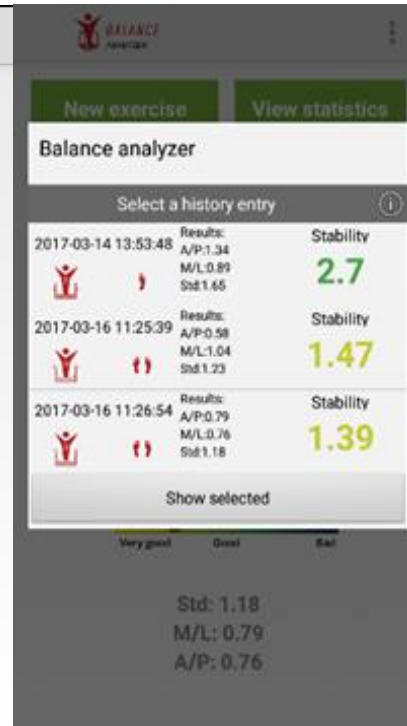 BALANCE
New exercise View statistics
Balance analyzer
Select a history entry
2017-03-14 13:53:48
Results:
A/P:1.34
M/L:0.89
Std:1.65
Stability
2.7
2017-03-16 11:25:39
Results:
A/P:0.58
M/L:1.04
Std:1.23
Stability
1.47
2017-03-16 11:26:54
Results:
A/P:0.79
M/L:0.76
Std:1.18
Stability
1.39
Show selected
Very good Good Bad
Std: 1.18
M/L: 0.79
A/P: 0.76